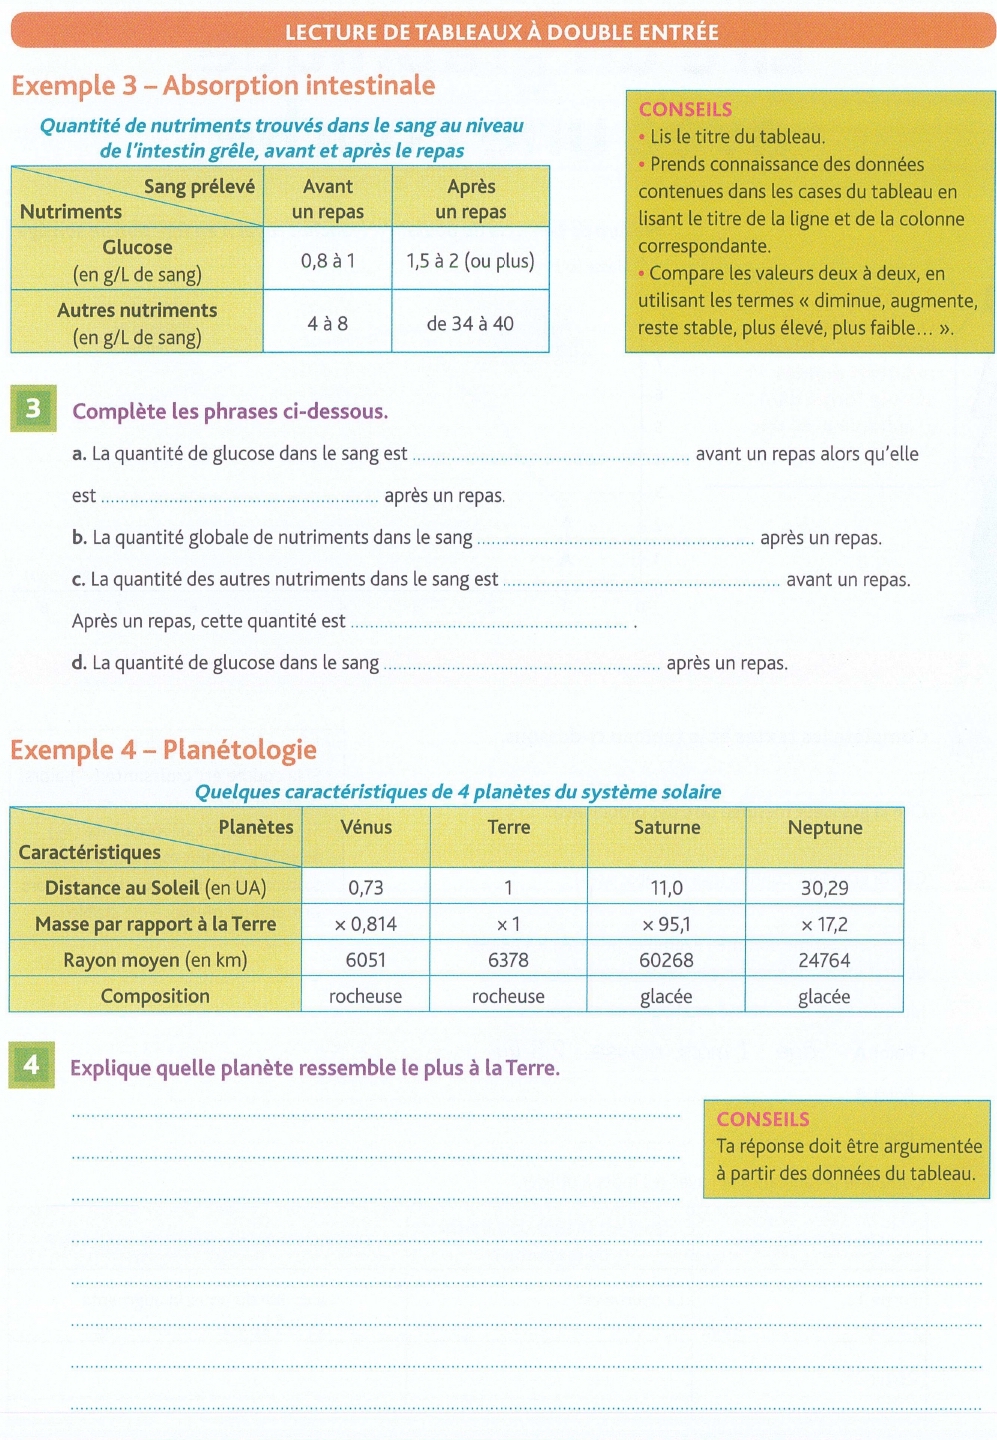 LECTURE DE TABLEAUX À DOUBLE ENTRÉE
Exemple 3 – Absorption intestinale
Quantité de nutriments trouvés dans le sang au niveau
de l'intestin grêle, avant et après le repas
Sang prélevé
Nutriments
Avant
un repas
Après
un repas
Glucose
(en g/L de sang)
0,8 à 1
1,5 à 2 (ou plus)
Autres nutriments
(en g/L de sang)
4 à 8
de 34 à 40
CONSEILS
• Lis le titre du tableau.
• Prends connaissance des données
contenues dans les cases du tableau en
lisant le titre de la ligne et de la colonne
correspondante.
• Compare les valeurs deux à deux, en
utilisant les termes « diminue, augmente,
reste stable, plus élevé, plus faible... ».
3 Complète les phrases ci-dessous.
a. La quantité de glucose dans le sang est ........ avant un repas alors qu'elle
est ........ après un repas.
b. La quantité globale de nutriments dans le sang ........ après un repas.
c. La quantité des autres nutriments dans le sang est ........ avant un repas.
Après un repas, cette quantité est ........ .
d. La quantité de glucose dans le sang ........ après un repas.
Exemple 4 – Planétologie
Quelques caractéristiques de 4 planètes du système solaire
Planètes
Caractéristiques
Vénus Terre Saturne Neptune
Distance au Soleil (en UA) 0,73 1 11,0 30,29
Masse par rapport à la Terre × 0,814 × 1 × 95,1 × 17,2
Rayon moyen (en km) 6051 6378 60268 24764
Composition rocheuse rocheuse glacée glacée
4 Explique quelle planète ressemble le plus à la Terre.
CONSEILS
Ta réponse doit être argumentée
à partir des données du tableau.